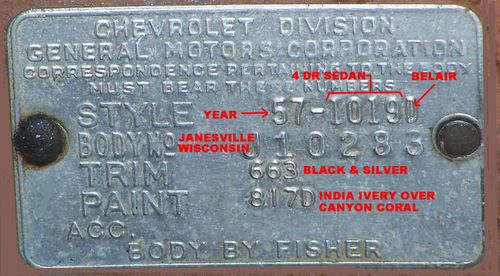 CHEVROLET DIVISION
GENERAL MOTORS CORPORATION
CORRESPONDENCE PERTAINING TO THE BODY
MUST BEAR THESE NUMBERS
4 DR SEDAN BELAIR
STYLE YEAR 57-1019D
BODY NO JANESVILLE WISCONSIN J10283
TRIM 663 BLACK & SILVER
PAINT 817D INDIA IVERY OVER CANYON CORAL
ACC.
BODY BY FISHER